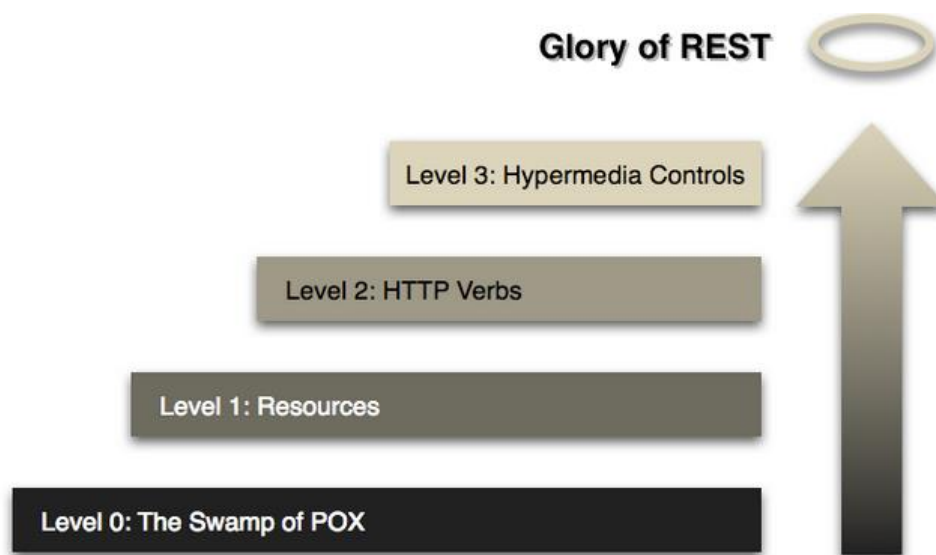 Glory of REST
Level 3: Hypermedia Controls
Level 2: HTTP Verbs
Level 1: Resources
Level 0: The Swamp of POX